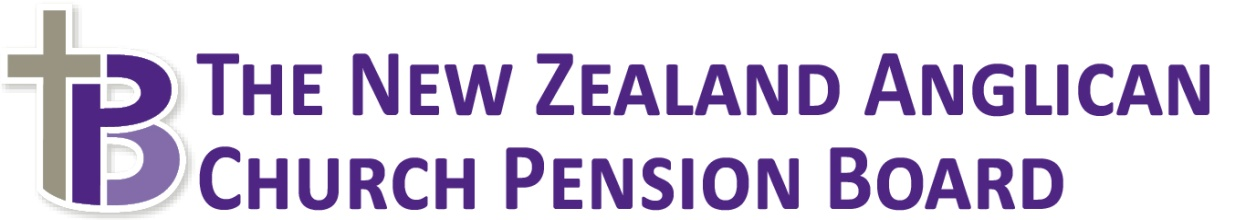 THE NEW ZEALAND ANGLICAN
CHURCH PENSION BOARD